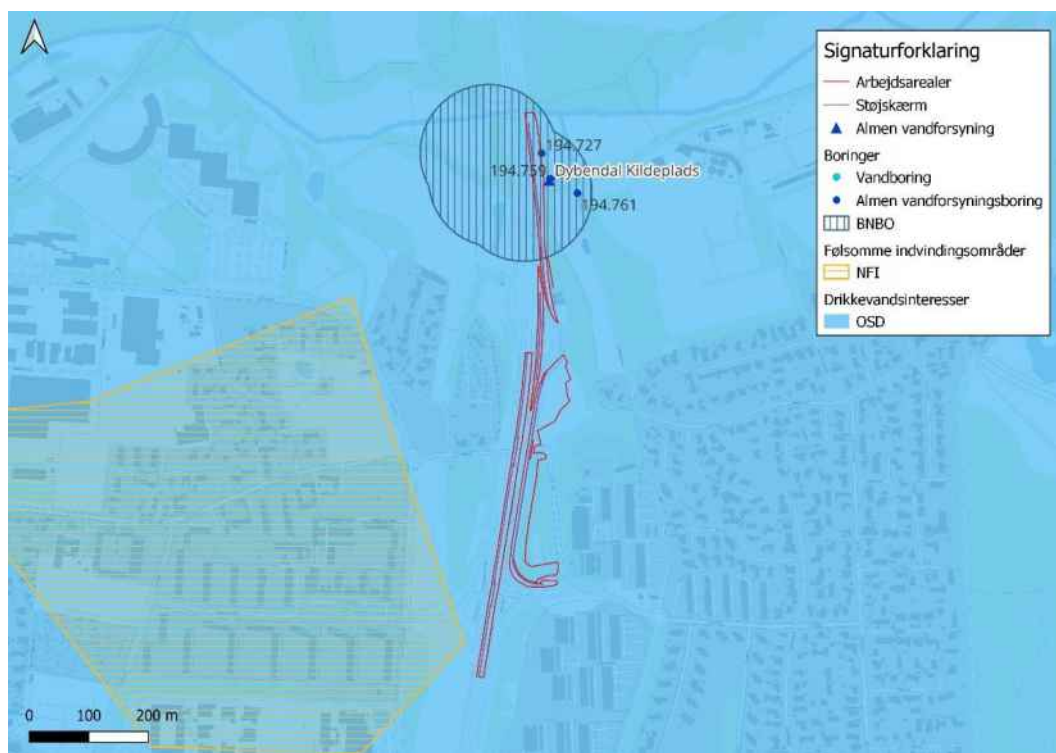 194.727
194.759 Dybendal Kildeplads
194.761
Signaturforklaring
Arbejdsarealer
Støjskærm
Almen vandforsyning
Boringer
Vandboring
Almen vandforsyningsboring
BNBO
Følsomme indvindingsområder
NFI
Drikkevandsinteresser
OSD
0 100 200 m